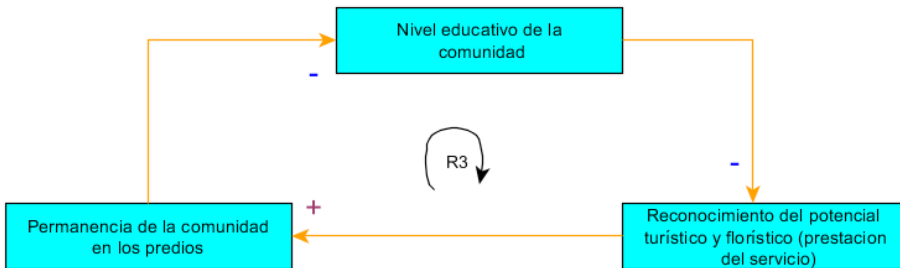 Nivel educativo de la
comunidad
-
-
R3
+
Permanencia de la comunidad
en los predios
Reconocimiento del potencial
turístico y florístico (prestacion
del servicio)